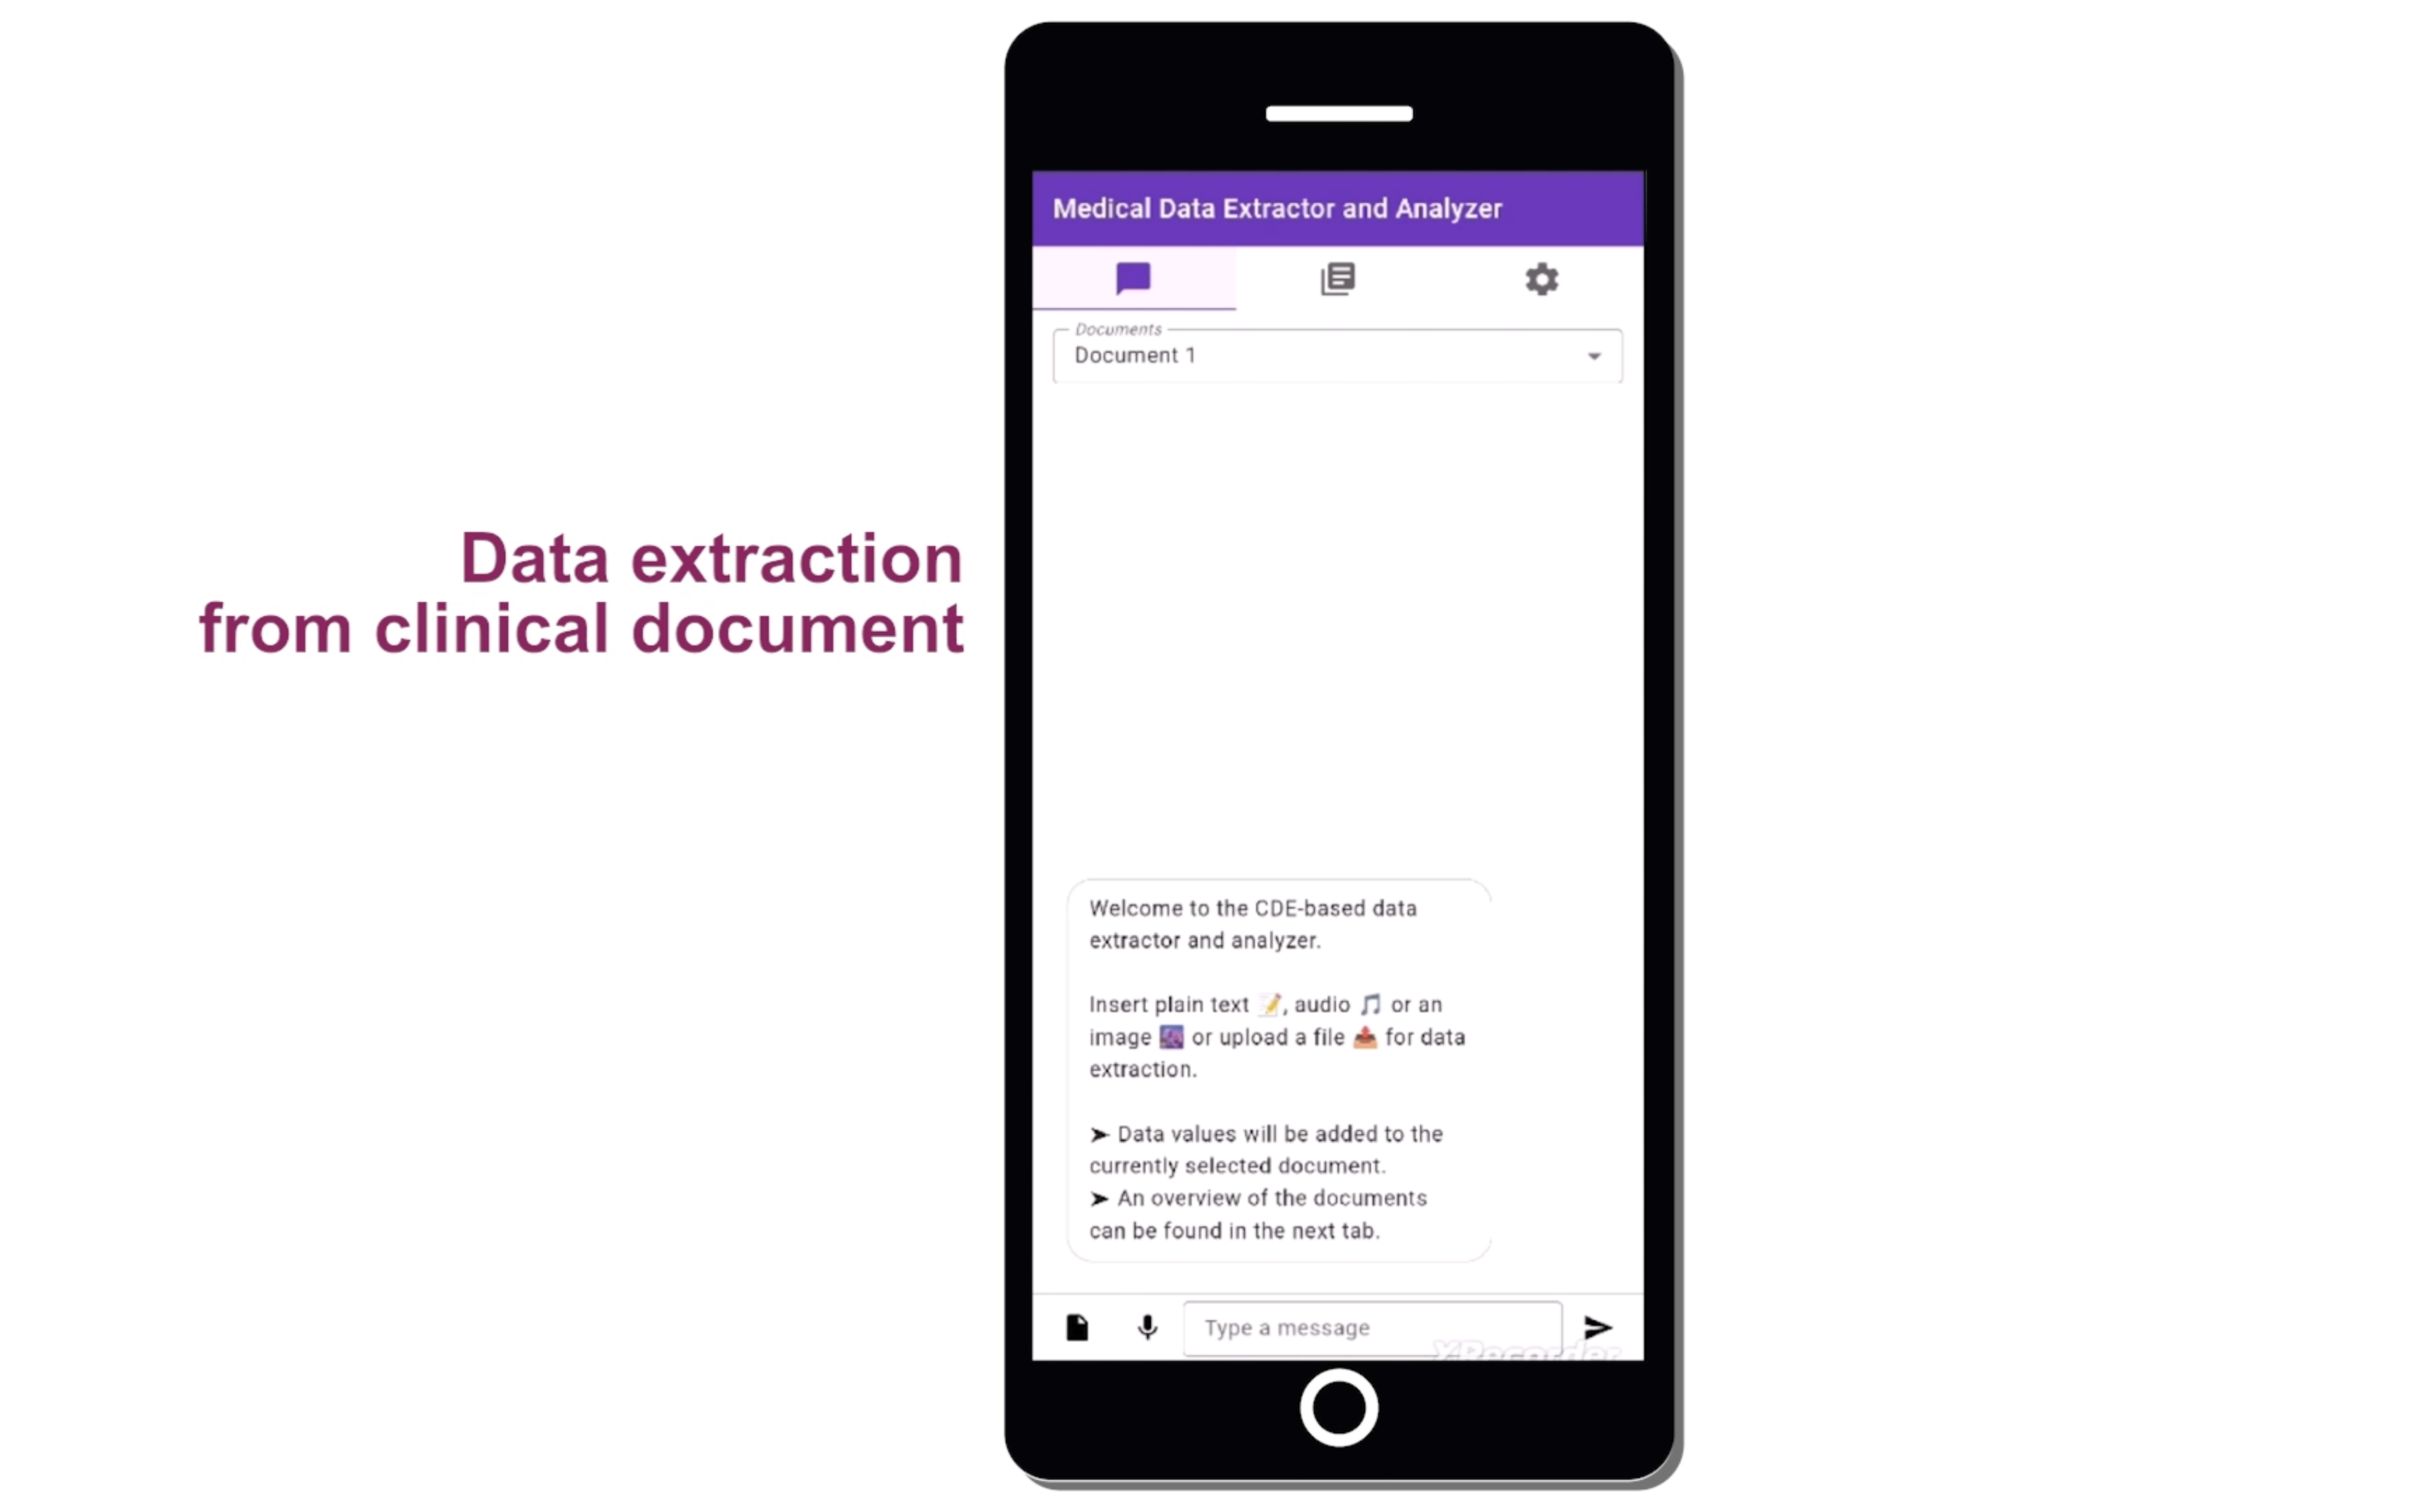 Data extraction
from clinical document
Medical Data Extractor and Analyzer
Documents
Document 1
Welcome to the CDE-based data
extractor and analyzer.
Insert plain text 📝, audio 🎵 or an
image 🌆 or upload a file 📤 for data
extraction.
➤ Data values will be added to the
currently selected document.
➤ An overview of the documents
can be found in the next tab.
Type a message
XRecorder